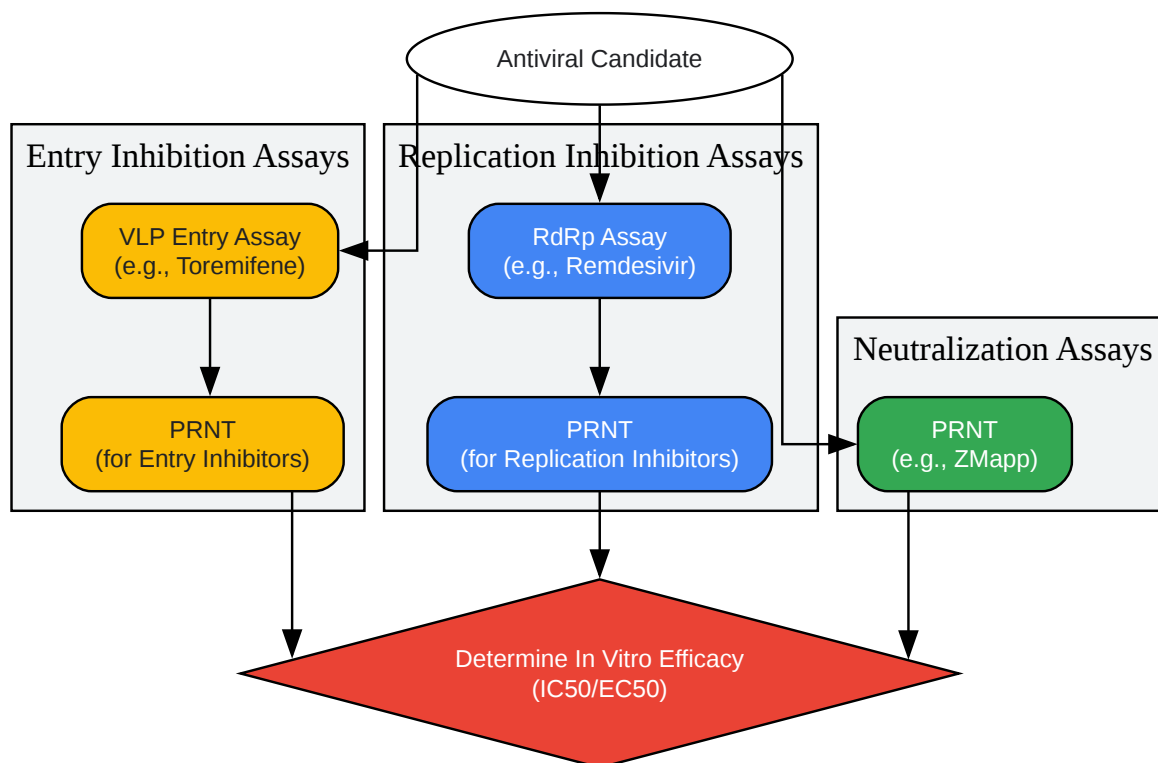 Antiviral Candidate
Entry Inhibition Assays
Replication Inhibition Assays
VLP Entry Assay
(e.g., Toremifene)
RdRp Assay
(e.g., Remdesivir)
Neutralization Assays
PRNT
(for Entry Inhibitors)
PRNT
(for Replication Inhibitors)
PRNT
(e.g., ZMapp)
Determine In Vitro Efficacy
(IC50/EC50)